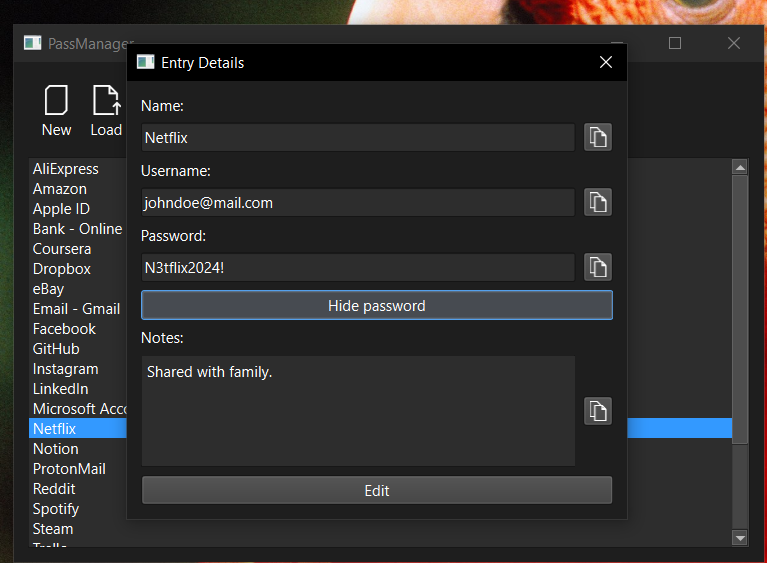 PassManager
Entry Details
New
Load
Name:
Netflix
Username:
johndoe@mail.com
Password:
N3tflix2024!
Hide password
Notes:
Shared with family.
Edit
AliExpress
Amazon
Apple ID
Bank - Online
Coursera
Dropbox
eBay
Email - Gmail
Facebook
GitHub
Instagram
LinkedIn
Microsoft Acc
Netflix
Notion
ProtonMail
Reddit
Spotify
Steam